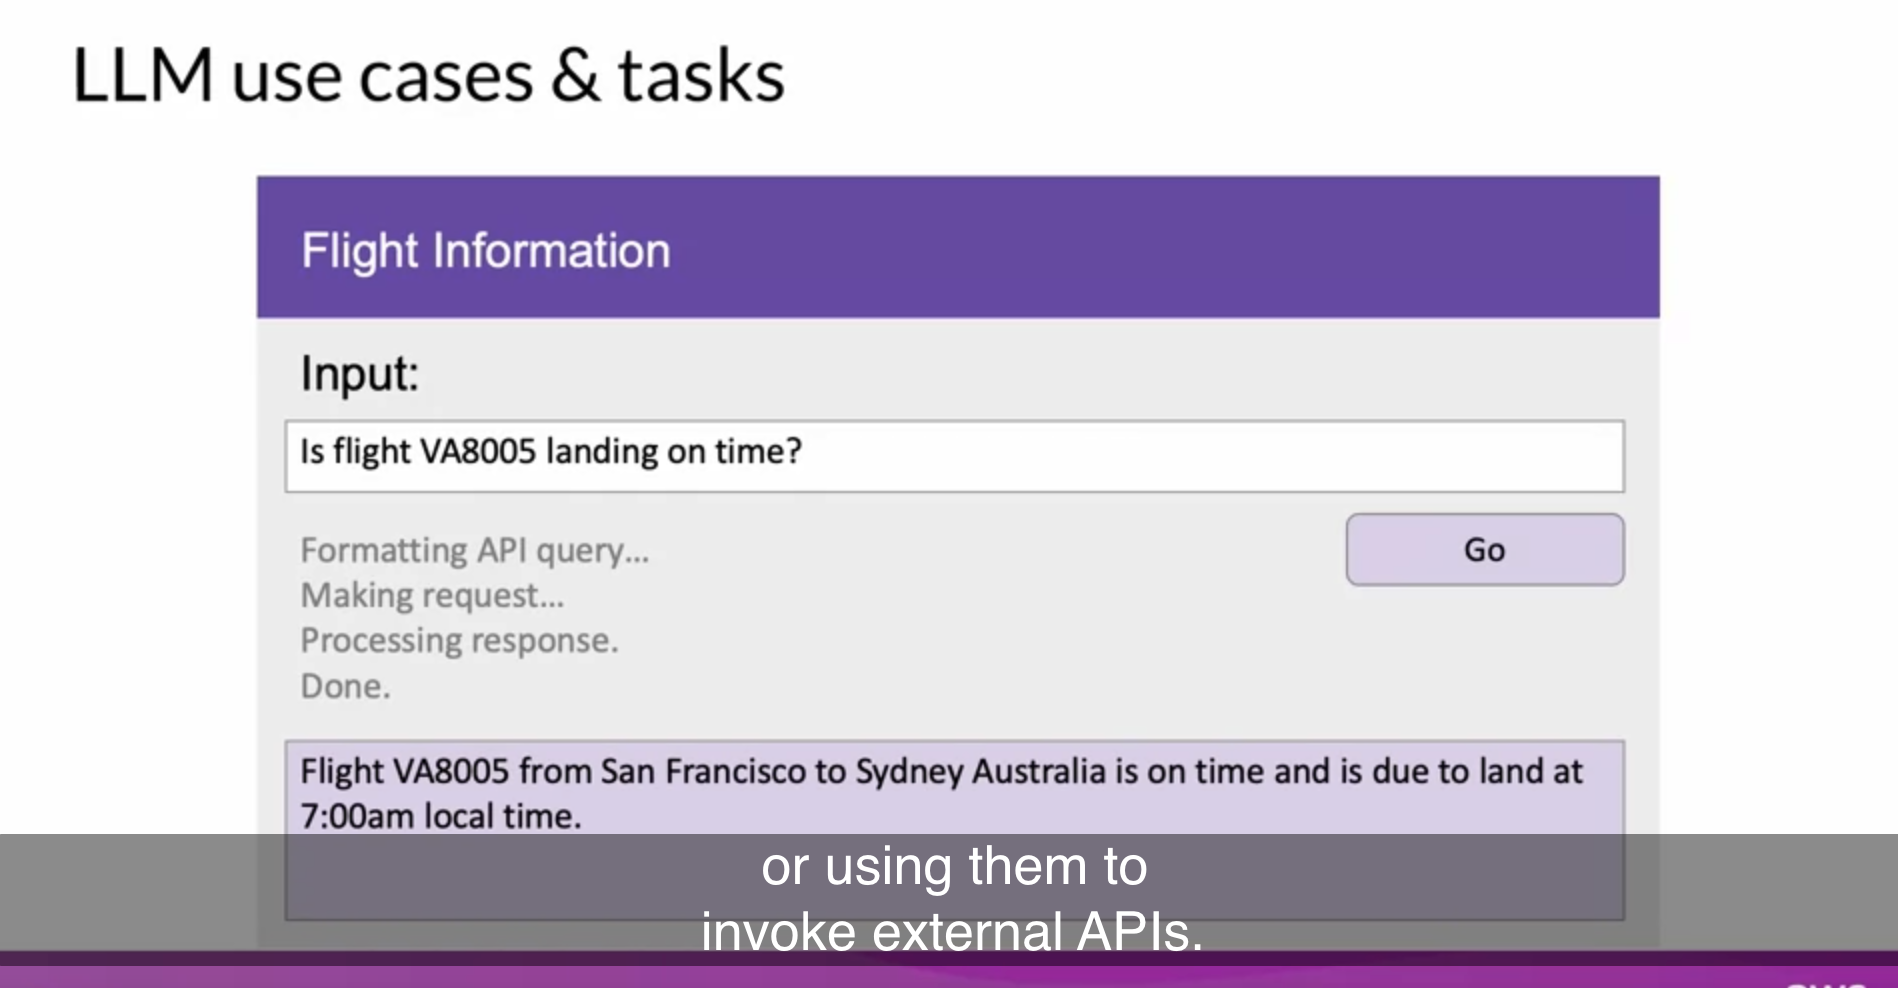 LLM use cases & tasks
Flight Information
Input:
Is flight VA8005 landing on time?
Formatting API query...
Go
Making request...
Processing response.
Done.
Flight VA8005 from San Francisco to Sydney Australia is on time and is due to land at
7:00am local time.
or using them to
invoke external APIs.